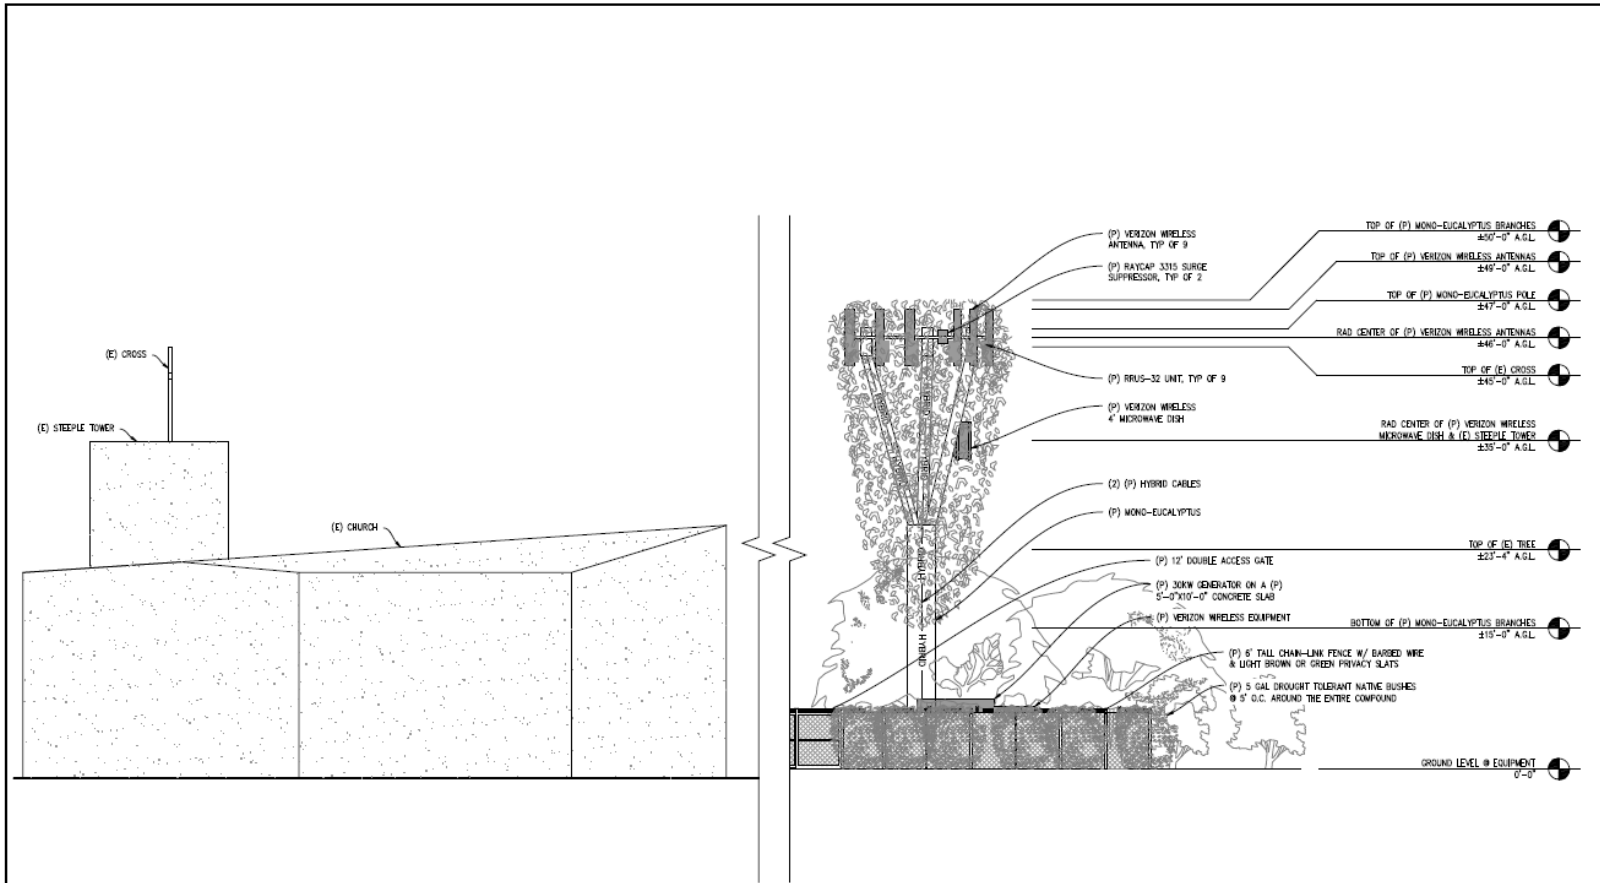 (E) CROSS
(E) STEEPLE TOWER
(E) CHURCH
(P) VERIZON WIRELESS
ANTENNA, TYP OF 9
(P) RAYCAP 3315 SURGE
SUPPRESSOR, TYP OF 2
(P) RRUS-32 UNIT, TYP OF 9
(P) VERIZON WIRELESS
4' MICROWAVE DISH
(2) (P) HYBRID CABLES
(P) MONO-EUCALYPTUS
(P) 12' DOUBLE ACCESS GATE
(P) 30KW GENERATOR ON A (P)
5'-0"X10'-0" CONCRETE SLAB
(P) VERIZON WIRELESS EQUIPMENT
(P) 6' TALL CHAIN-LINK FENCE W/ BARBED WIRE
& LIGHT BROWN OR GREEN PRIVACY SLATS
(P) 5 GAL DROUGHT TOLERANT NATIVE BUSHES
@ 5' O.C. AROUND THE ENTIRE COMPOUND
HYBRID
HYBRID
HYBRID
HYBRID
TOP OF (P) MONO-EUCALYPTUS BRANCHES
±50'-0" A.G.L.
TOP OF (P) VERIZON WIRELESS ANTENNAS
±49'-0" A.G.L.
TOP OF (P) MONO-EUCALYPTUS POLE
±47'-0" A.G.L.
RAD CENTER OF (P) VERIZON WIRELESS ANTENNAS
±46'-0" A.G.L.
TOP OF (E) CROSS
±45'-0" A.G.L.
RAD CENTER OF (P) VERIZON WIRELESS
MICROWAVE DISH & (E) STEEPLE TOWER
±35'-0" A.G.L.
TOP OF (E) TREE
±23'-4" A.G.L.
BOTTOM OF (P) MONO-EUCALYPTUS BRANCHES
±15'-0" A.G.L.
GROUND LEVEL @ EQUIPMENT
0'-0"